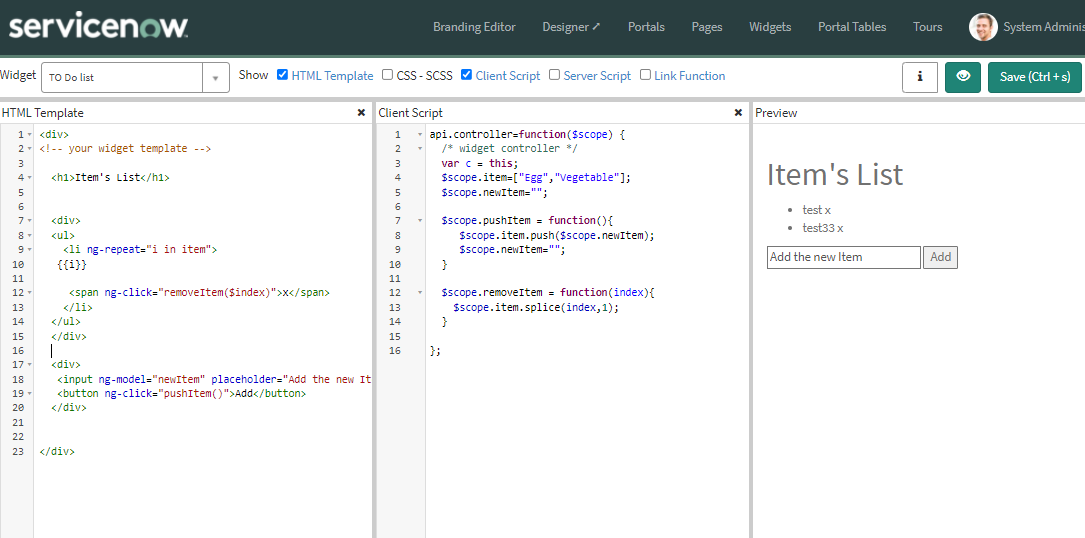 servicenow
Branding Editor Designer Portals Pages Widgets Portal Tables Tours System Adminis
Widget TO Do list Show HTML Template CSS - SCSS Client Script Server Script Link Function i Save (Ctrl + s)
HTML Template x
1 <div>
2 <!-- your widget template -->
3
4 <h1>Item's List</h1>
5
6
7 <div>
8 <ul>
9 <li ng-repeat="i in item">
10 {{i}}
11
12 <span ng-click="removeItem($index)">x</span>
13 </li>
14 </ul>
15 </div>
16
17 <div>
18 <input ng-model="newItem" placeholder="Add the new It
19 <button ng-click="pushItem()">Add</button>
20 </div>
21
22
23 </div>
Client Script x
1 api.controller=function($scope) {
2 /* widget controller */
3 var c = this;
4 $scope.item=["Egg","Vegetable"];
5 $scope.newItem="";
6
7 $scope.pushItem = function(){
8 $scope.item.push($scope.newItem);
9 $scope.newItem="";
10 }
11
12 $scope.removeItem = function(index){
13 $scope.item.splice(index,1);
14 }
15
16 };
Preview
Item's List
• test x
• test33 x
Add the new Item Add